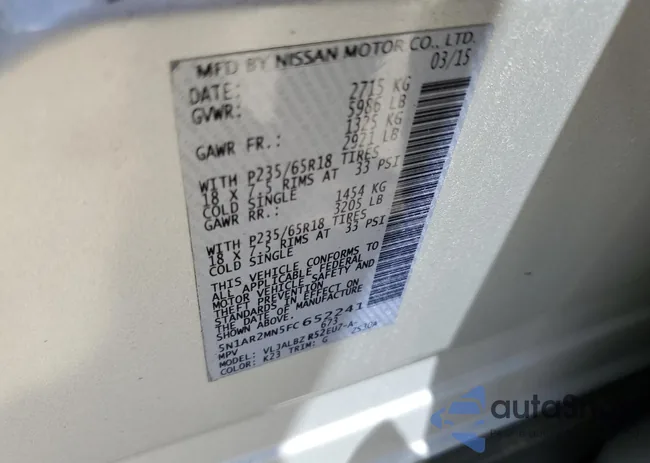 MFD BY NISSAN MOTOR CO., LTD.
DATE: 03/15
GVWR: 2715 KG
5986 LB
GAWR FR.: 1325 KG
2921 LB
WITH P235/65R18 TIRES
18 X 7.5 RIMS AT 33 PSI
COLD SINGLE
GAWR RR.: 1454 KG
3205 LB
WITH P235/65R18 TIRES
18 X 7.5 RIMS AT 33 PSI
COLD SINGLE
THIS VEHICLE CONFORMS TO
ALL APPLICABLE FEDERAL
MOTOR VEHICLE SAFETY AND
THEFT PREVENTION
STANDARDS IN EFFECT ON
THE DATE OF MANUFACTURE
5N1AR2MN5FC652241
MPV 673
MODEL:
COLOR: K23 TRIM: G